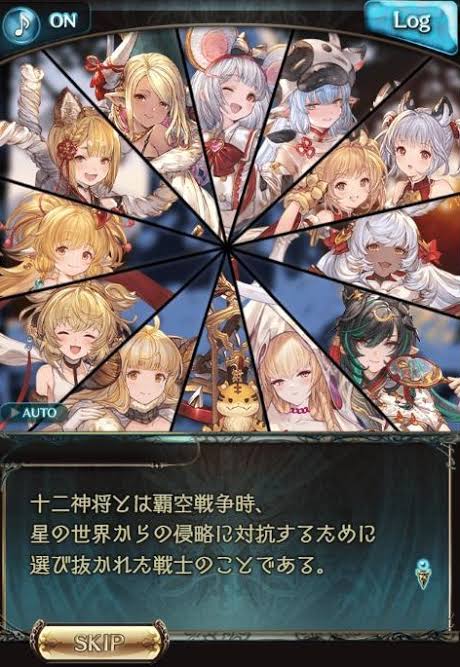 ON
Log
AUTO
十二神将とは覇空戦争時、
星の世界からの侵略に対抗するために
選び抜かれた戦士のことである。
SKIP